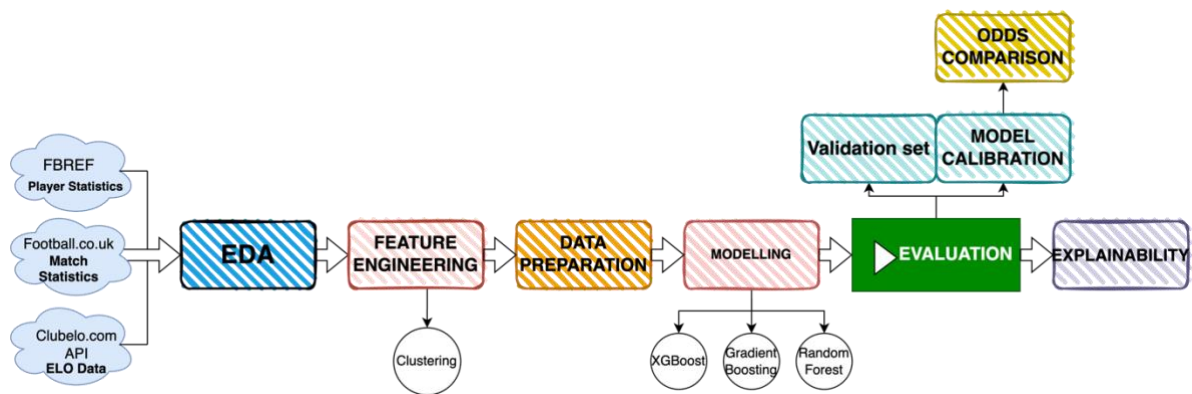 ODDS
COMPARISON
Validation set
MODEL
CALIBRATION
FBREF
Player Statistics
Football.co.uk
Match
Statistics
Clubelo.com
API
ELO Data
EDA
FEATURE
ENGINEERING
DATA
PREPARATION
MODELLING
EVALUATION
EXPLAINABILITY
Clustering
XGBoost
Gradient
Boosting
Random
Forest